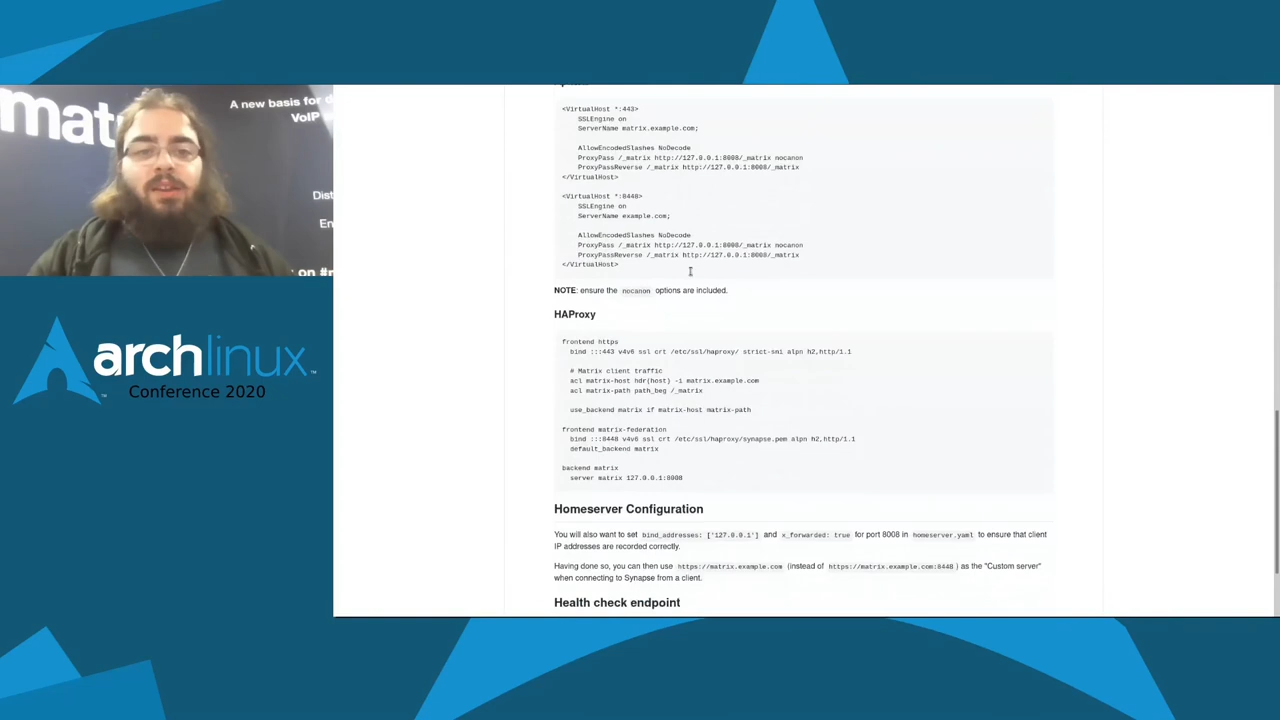 matr
A new basis for d
VoIP
Dist
En
on #
archlinux
Conference 2020
<VirtualHost *:443>
SSLEngine on
ServerName matrix.example.com;
AllowEncodedSlashes NoDecode
ProxyPass /_matrix http://127.0.0.1:8008/_matrix nocanon
ProxyPassReverse /_matrix http://127.0.0.1:8008/_matrix
</VirtualHost>
<VirtualHost *:8448>
SSLEngine on
ServerName example.com;
AllowEncodedSlashes NoDecode
ProxyPass /_matrix http://127.0.0.1:8008/_matrix nocanon
ProxyPassReverse /_matrix http://127.0.0.1:8008/_matrix
</VirtualHost>
NOTE: ensure the nocanon options are included.
HAProxy
frontend https
bind :::443 v4v6 ssl crt /etc/ssl/haproxy/ strict-sni alpn h2,http/1.1
# Matrix client traffic
acl matrix-host hdr(host) -i matrix.example.com
acl matrix-path path_beg /_matrix
use_backend matrix if matrix-host matrix-path
frontend matrix-federation
bind :::8448 v4v6 ssl crt /etc/ssl/haproxy/synapse.pem alpn h2,http/1.1
default_backend matrix
backend matrix
server matrix 127.0.0.1:8008
Homeserver Configuration
You will also want to set bind_addresses: ['127.0.0.1'] and x_forwarded: true for port 8008 in homeserver.yaml to ensure that client
IP addresses are recorded correctly.
Having done so, you can then use https://matrix.example.com (instead of https://matrix.example.com:8448) as the "Custom server"
when connecting to Synapse from a client.
Health check endpoint